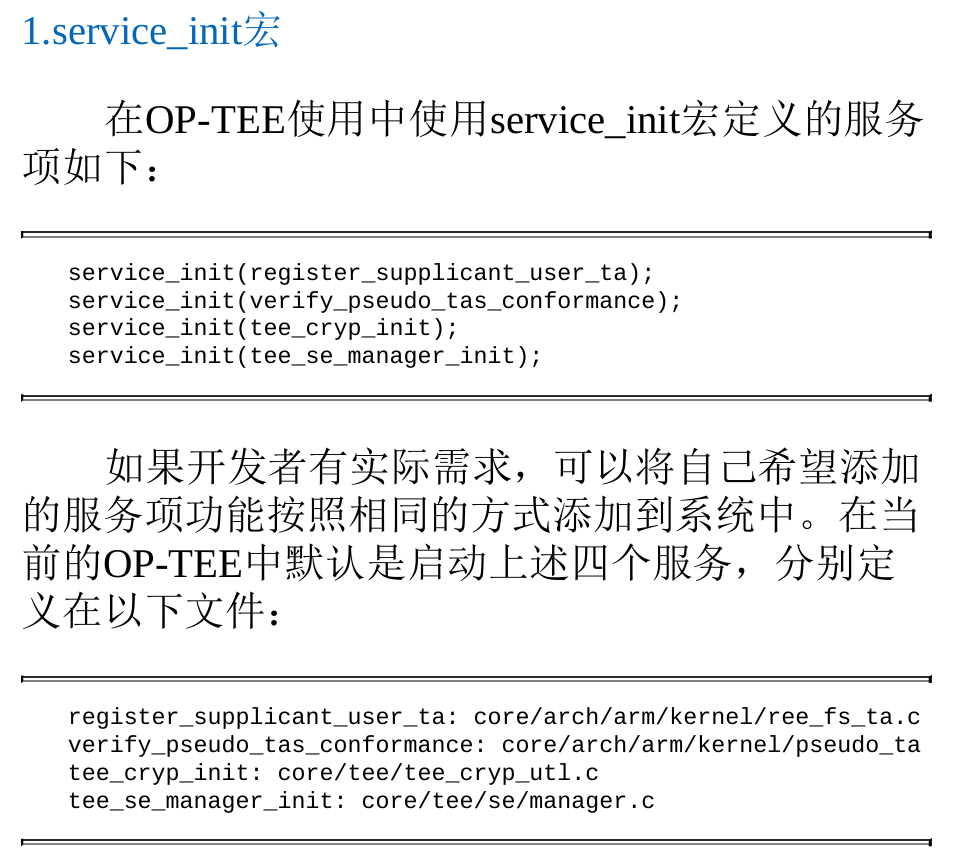 1.service_init宏
在OP-TEE使用中使用service_init宏定义的服务
项如下：
service_init(register_supplicant_user_ta);
service_init(verify_pseudo_tas_conformance);
service_init(tee_cryp_init);
service_init(tee_se_manager_init);
如果开发者有实际需求，可以将自己希望添加
的服务项功能按照相同的方式添加到系统中。在当
前的OP-TEE中默认是启动上述四个服务，分别定
义在以下文件：
register_supplicant_user_ta: core/arch/arm/kernel/ree_fs_ta.c
verify_pseudo_tas_conformance: core/arch/arm/kernel/pseudo_ta
tee_cryp_init: core/tee/tee_cryp_utl.c
tee_se_manager_init: core/tee/se/manager.c